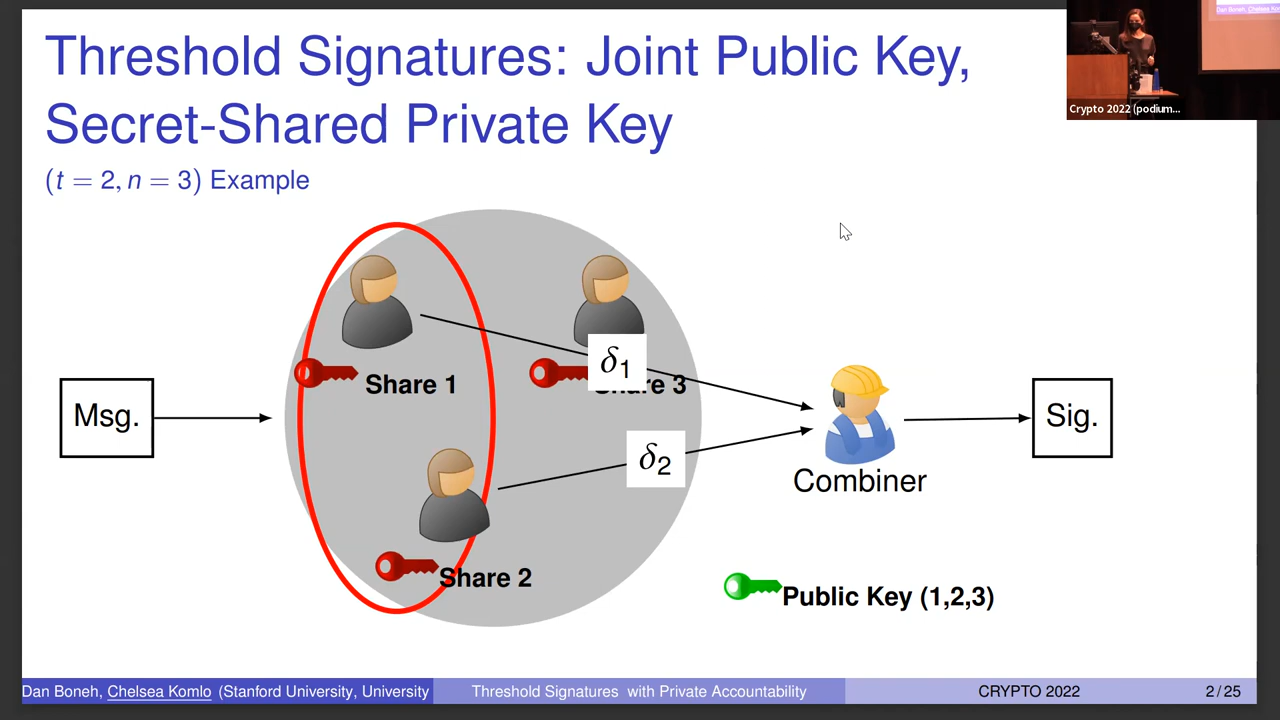 Threshold Signatures: Joint Public Key,
Secret-Shared Private Key
(t = 2, n = 3) Example
Crypto 2022 (podium...
Msg.
Share 1
δ1
Share 3
δ2
Share 2
Combiner
Sig.
Public Key (1,2,3)
Dan Boneh, Chelsea Komlo (Stanford University, University
Threshold Signatures with Private Accountability
CRYPTO 2022
2 / 25